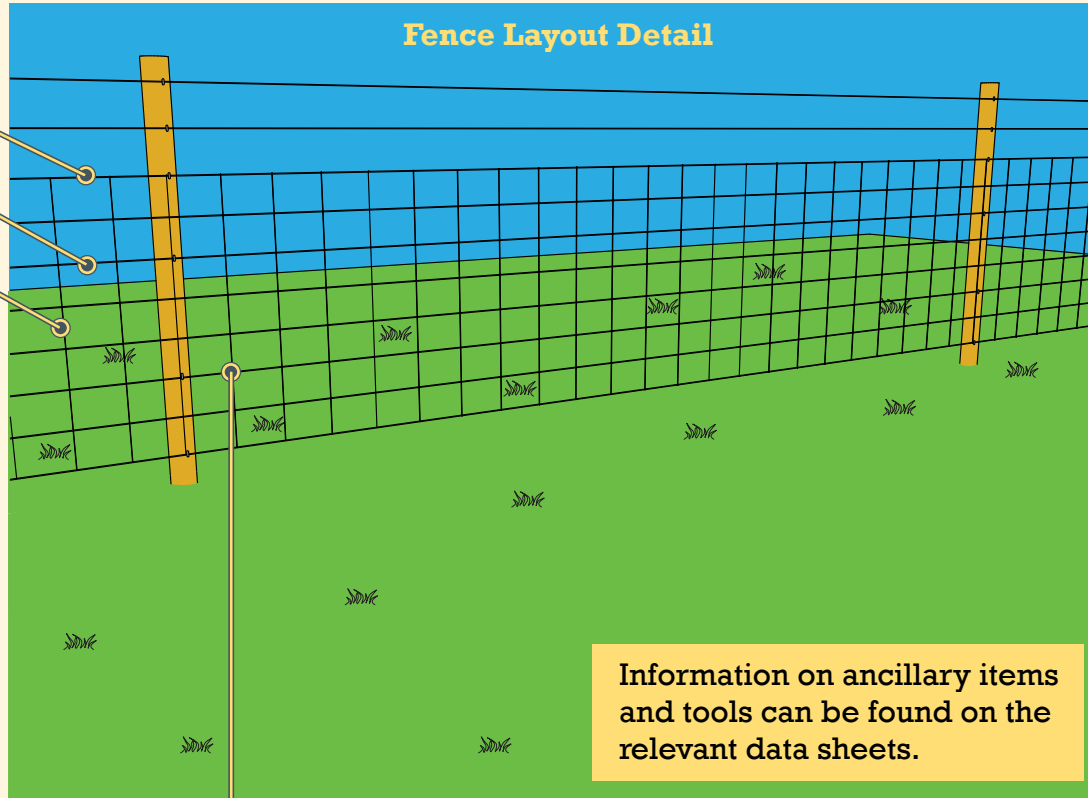 Fence Layout Detail
Information on ancillary items
and tools can be found on the
relevant data sheets.